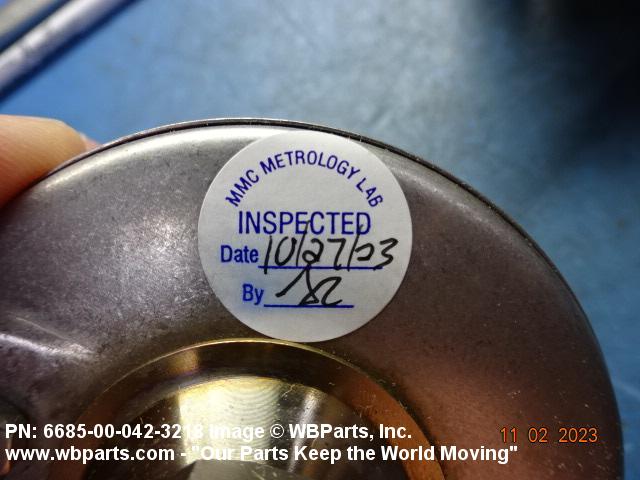 MMC METROLOGY LAB
INSPECTED
Date 10/27/23
By
PN: 6685-00-042-3218 Image © WBParts, Inc.
11 02 2023
www.wbparts.com - "Our Parts Keep the World Moving"